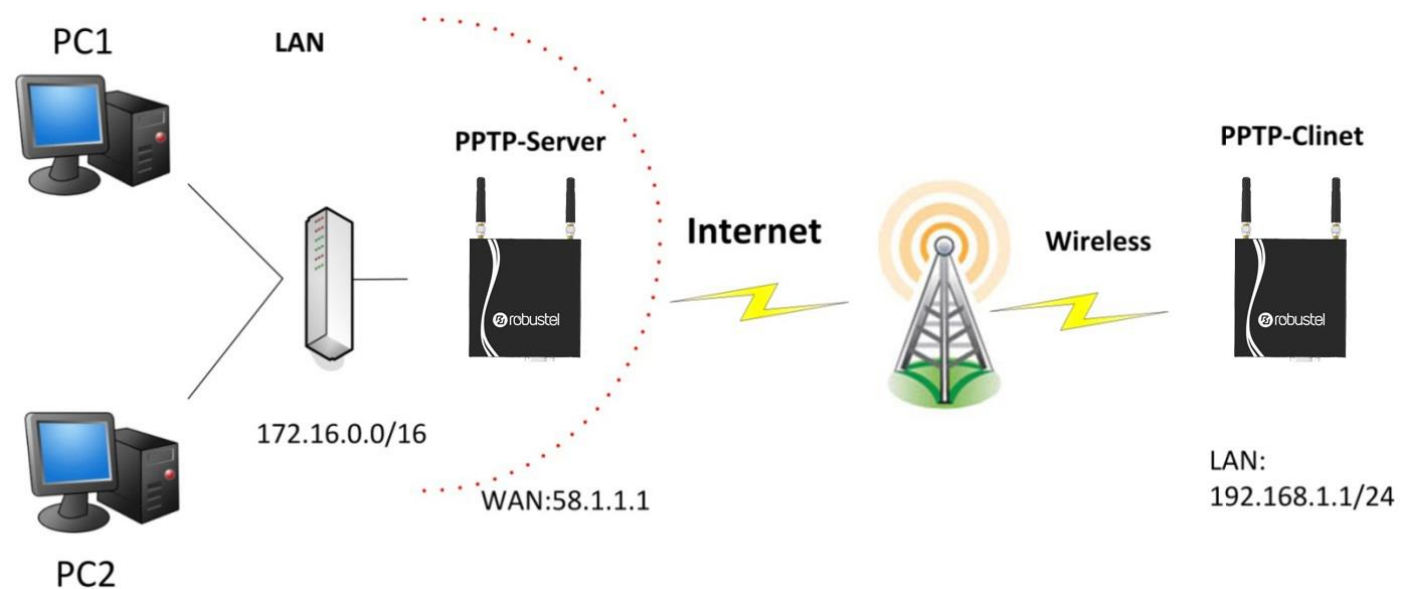 PC1
LAN
PPTP-Server
PPTP-Clinet
Internet
Wireless
robustel
robustel
172.16.0.0/16
WAN:58.1.1.1
LAN:
192.168.1.1/24
PC2